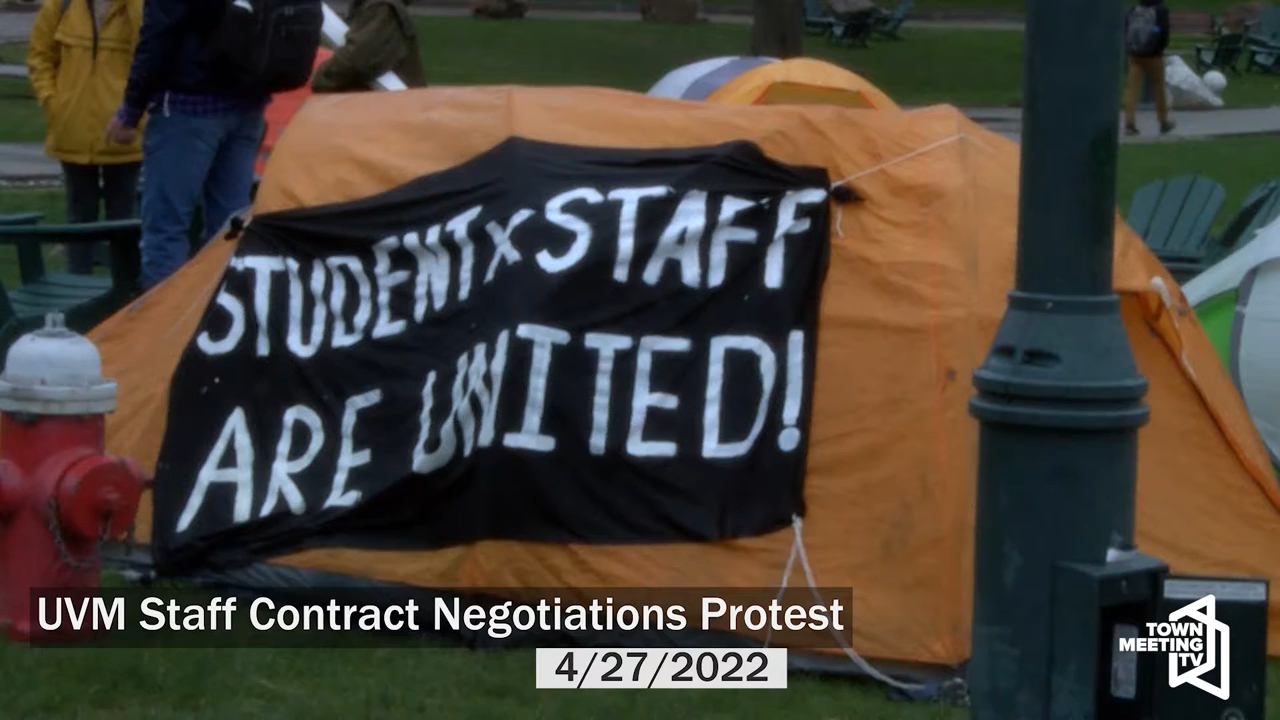 STUDENT x STAFF
ARE UNITED!
UVM Staff Contract Negotiations Protest
4/27/2022
TOWN
MEETING
TV